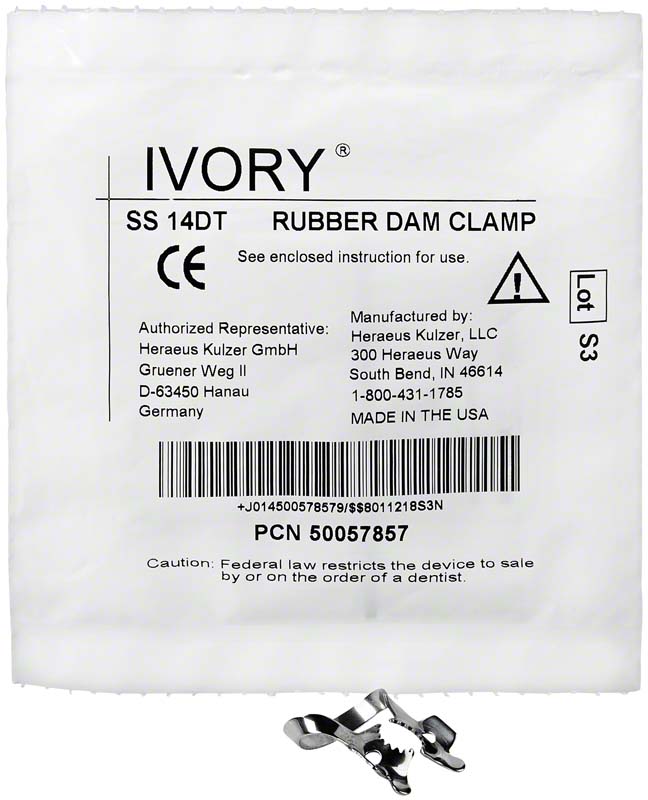 IVORY®
SS 14DT RUBBER DAM CLAMP
CE See enclosed instruction for use.
Lot S3
Authorized Representative:
Heraeus Kulzer GmbH
Gruener Weg II
D-63450 Hanau
Germany
Manufactured by:
Heraeus Kulzer, LLC
300 Heraeus Way
South Bend, IN 46614
1-800-431-1785
MADE IN THE USA
+J014500578579/$$8011218S3N
PCN 50057857
Caution: Federal law restricts the device to sale
by or on the order of a dentist.